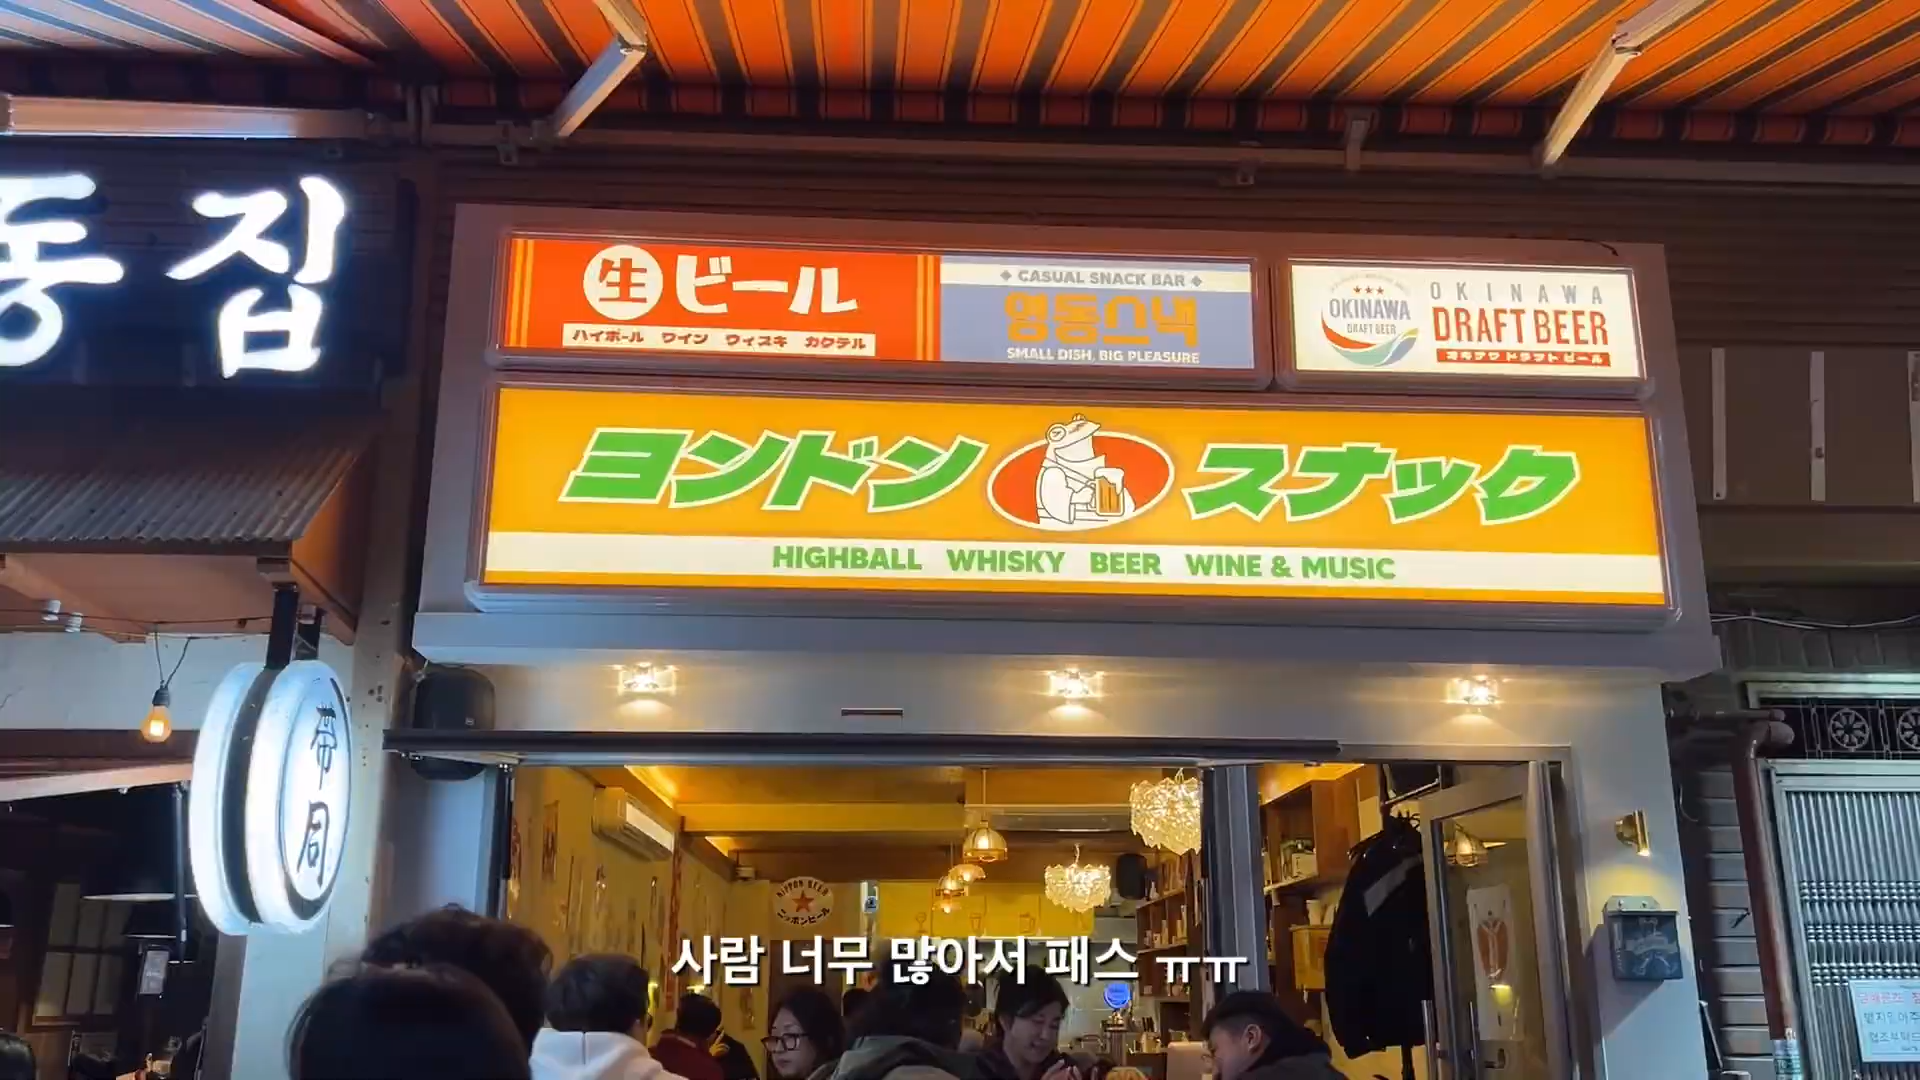 동집
生ビール
ハイボール ワイン ウィスキ カクテル
CASUAL SNACK BAR
영동스낵
SMALL DISH, BIG PLEASURE
OKINAWA
DRAFT BEER
OKINAWA
DRAFT BEER
オキナワ ドラフト ビール
ヨンドン スナック
HIGHBALL WHISKY BEER WINE & MUSIC
NIPPON BEER
ニッポンビール
사람 너무 많아서 패스 ㅠㅠ